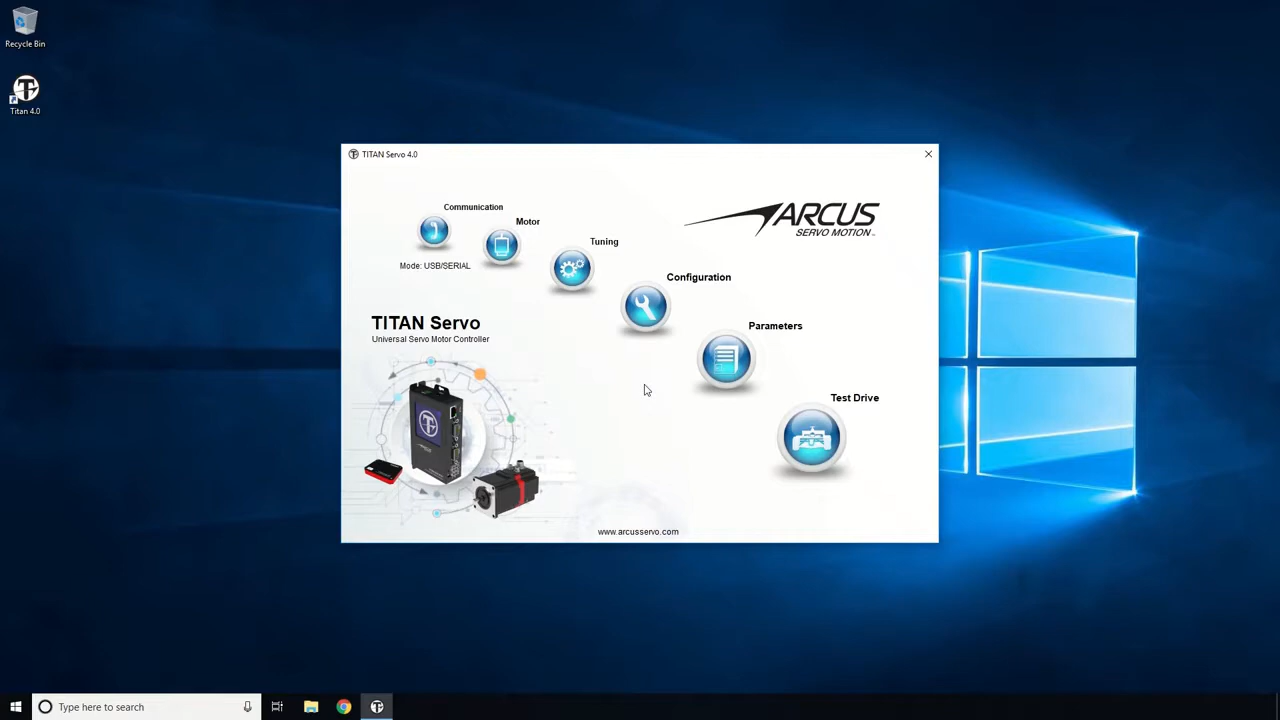 Recycle Bin
Titan 4.0
TITAN Servo 4.0
Communication
Motor
Tuning
Mode: USB/SERIAL
Configuration
Parameters
Test Drive
ARCUS
SERVO MOTION
TITAN Servo
Universal Servo Motor Controller
www.arcusservo.com
Type here to search